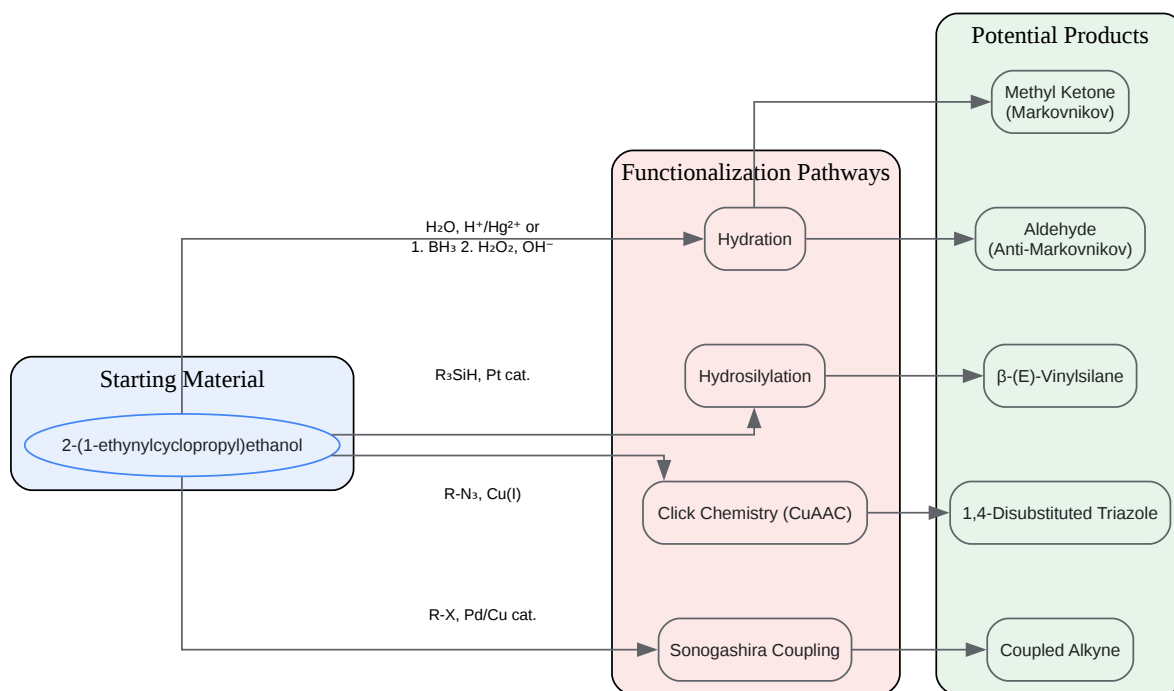 Potential Products
Methyl Ketone
(Markovnikov)
Functionalization Pathways
H₂O, H⁺/Hg²⁺ or
1. BH₃ 2. H₂O₂, OH⁻
Hydration
Aldehyde
(Anti-Markovnikov)
Starting Material
R₃SiH, Pt cat.
Hydrosilylation
β-(E)-Vinylsilane
2-(1-ethynylcyclopropyl)ethanol
R-N₃, Cu(I)
Click Chemistry (CuAAC)
1,4-Disubstituted Triazole
R-X, Pd/Cu cat.
Sonogashira Coupling
Coupled Alkyne